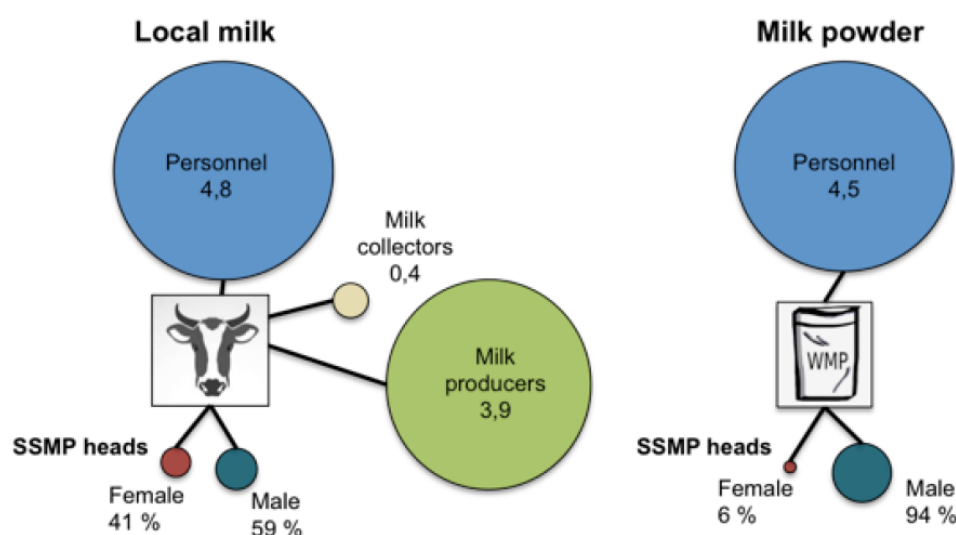 Local milk
Personnel
4,8
Milk
collectors
0,4
Milk
producers
3,9
SSMP heads
Female
41 %
Male
59 %
Milk powder
Personnel
4,5
WMP
SSMP heads
Female
6 %
Male
94 %